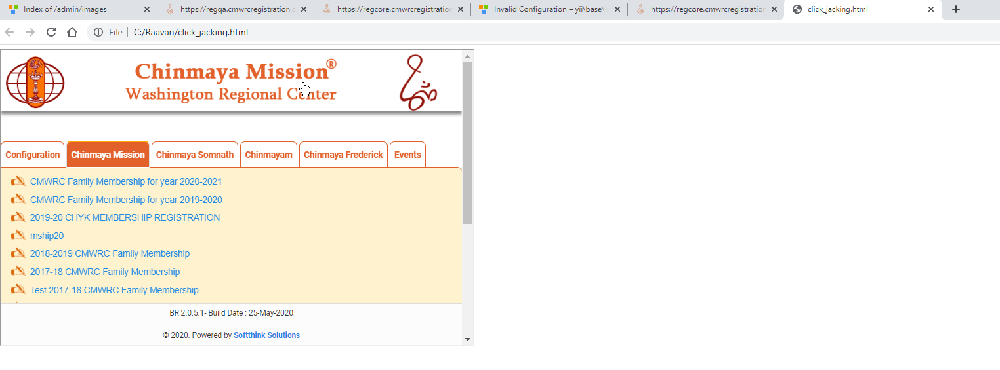 Index of /admin/images
https://regqa.cmwrcregistration.c
https://regcore.cmwrcregistration
Invalid Configuration – yii\base\In
https://regcore.cmwrcregistration
click_jacking.html
File C:/Raavan/click_jacking.html
Chinmaya Mission®
Washington Regional Center
Configuration Chinmaya Mission Chinmaya Somnath Chinmayam Chinmaya Frederick Events
CMWRC Family Membership for year 2020-2021
CMWRC Family Membership for year 2019-2020
2019-20 CHYK MEMBERSHIP REGISTRATION
mship20
2018-2019 CMWRC Family Membership
2017-18 CMWRC Family Membership
Test 2017-18 CMWRC Family Membership
BR 2.0.5.1- Build Date : 25-May-2020
© 2020. Powered by Softthink Solutions